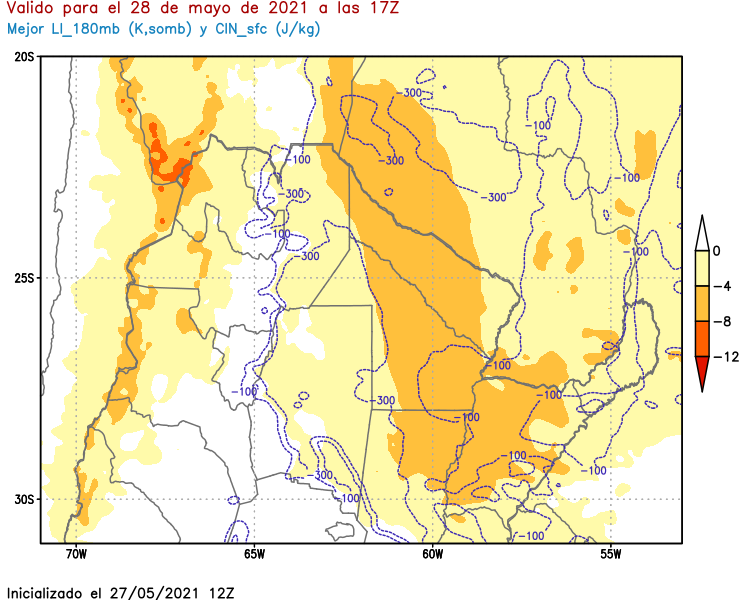 Valido para el 28 de mayo de 2021 a las 17Z
Mejor LI_180mb (K,somb) y CIN_sfc (J/kg)
20S
-300
-100
-300
-100
-300
-300
-100
-100
-100
-300
0
25S
-4
-8
-100
-12
-100
-100
-300
-100
-100
-300
-100
-100
30S
-100
70W
65W
60W
55W
Inicializado el 27/05/2021 12Z